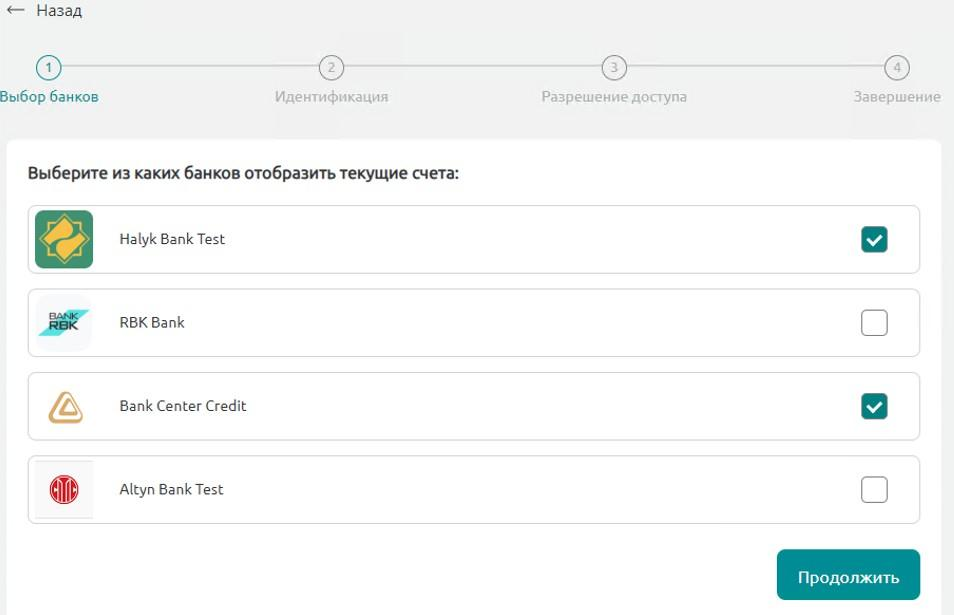 ← Назад
1
2
3
4
Выбор банков
Идентификация
Разрешение доступа
Завершение
Выберите из каких банков отобразить текущие счета:
Halyk Bank Test
BANK
RBK
RBK Bank
Bank Center Credit
Altyn Bank Test
Продолжить